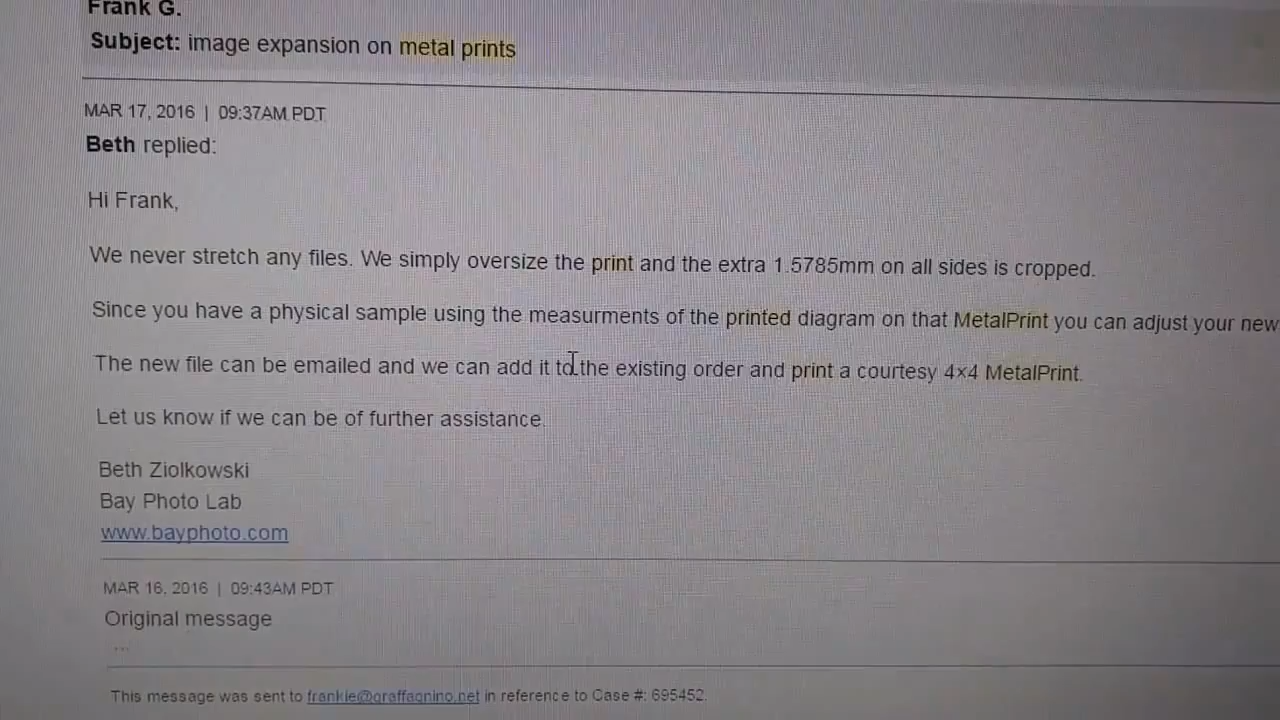 Frank G.
Subject: image expansion on metal prints
MAR 17, 2016 | 09:37AM PDT
Beth replied:
Hi Frank,
We never stretch any files. We simply oversize the print and the extra 1.5785mm on all sides is cropped.
Since you have a physical sample using the measurments of the printed diagram on that MetalPrint you can adjust your new
The new file can be emailed and we can add it to the existing order and print a courtesy 4×4 MetalPrint.
Let us know if we can be of further assistance.
Beth Ziolkowski
Bay Photo Lab
www.bayphoto.com
MAR 16, 2016 | 09:43AM PDT
Original message
...
This message was sent to frankie@graffagnino.net in reference to Case #: 695452.